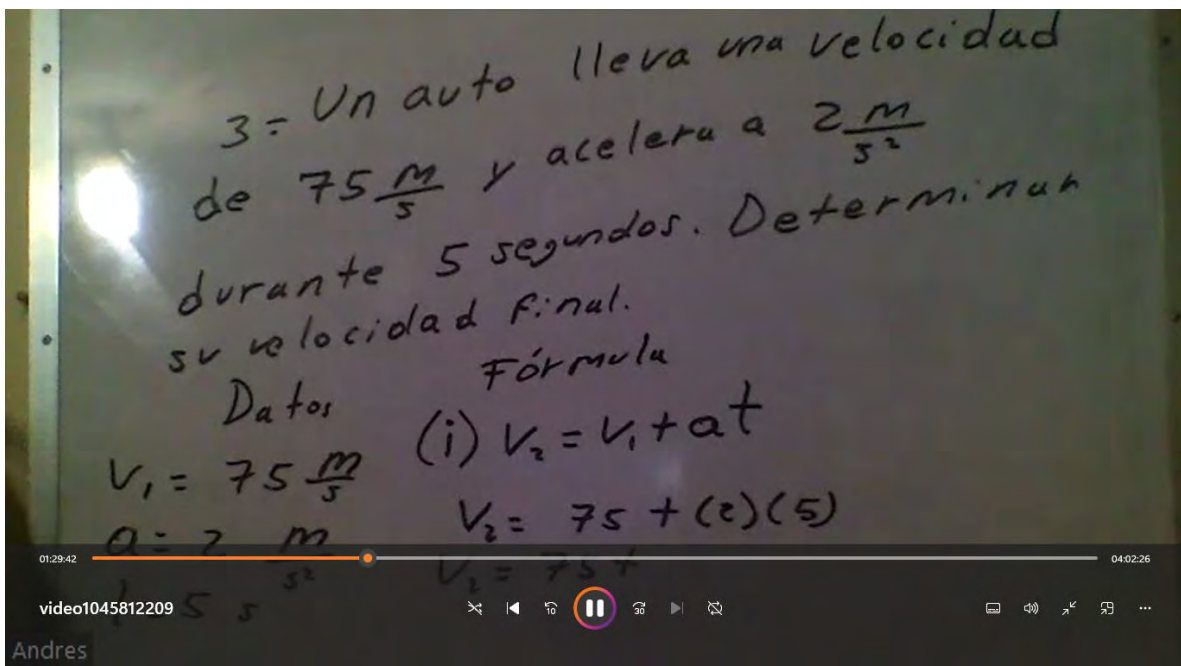 3- Un auto lleva una velocidad
de 75 m/s y acelera a 2 m/s²
durante 5 segundos. Determinar
su velocidad final.
Datos Fórmula
V₁ = 75 m/s (i) V₂ = V₁ + at
a = 2 m/s² V₂ = 75 + (2)(5)
V₂ = 75 +
t = 5 s
01:29:42 04:02:26
video1045812209
10 30
Andres